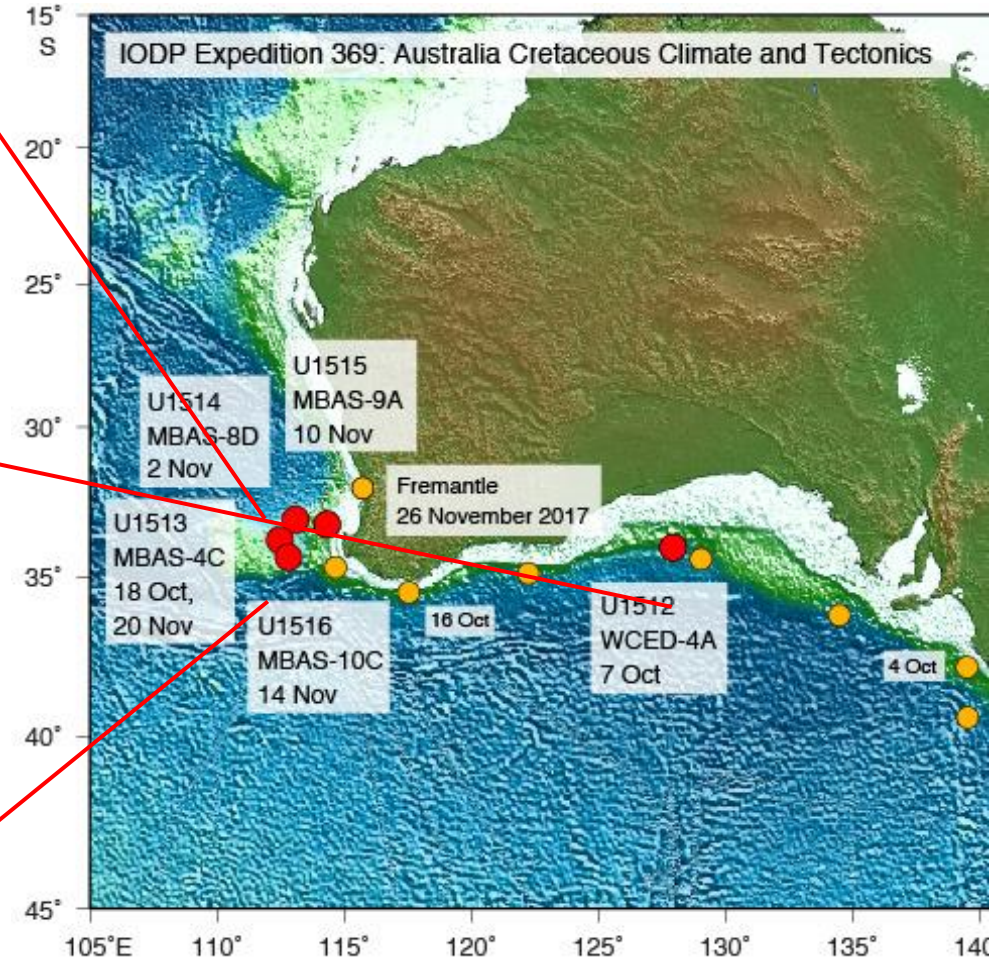 15°
S
IODP Expedition 369: Australia Cretaceous Climate and Tectonics
20°
25°
30°
35°
40°
45°
U1515
MBAS-9A
10 Nov
U1514
MBAS-8D
2 Nov
Fremantle
26 November 2017
U1513
MBAS-4C
18 Oct,
20 Nov
U1516
MBAS-10C
14 Nov
16 Oct
U1512
WCED-4A
7 Oct
4 Oct
105°E
110°
115°
120°
125°
130°
135°